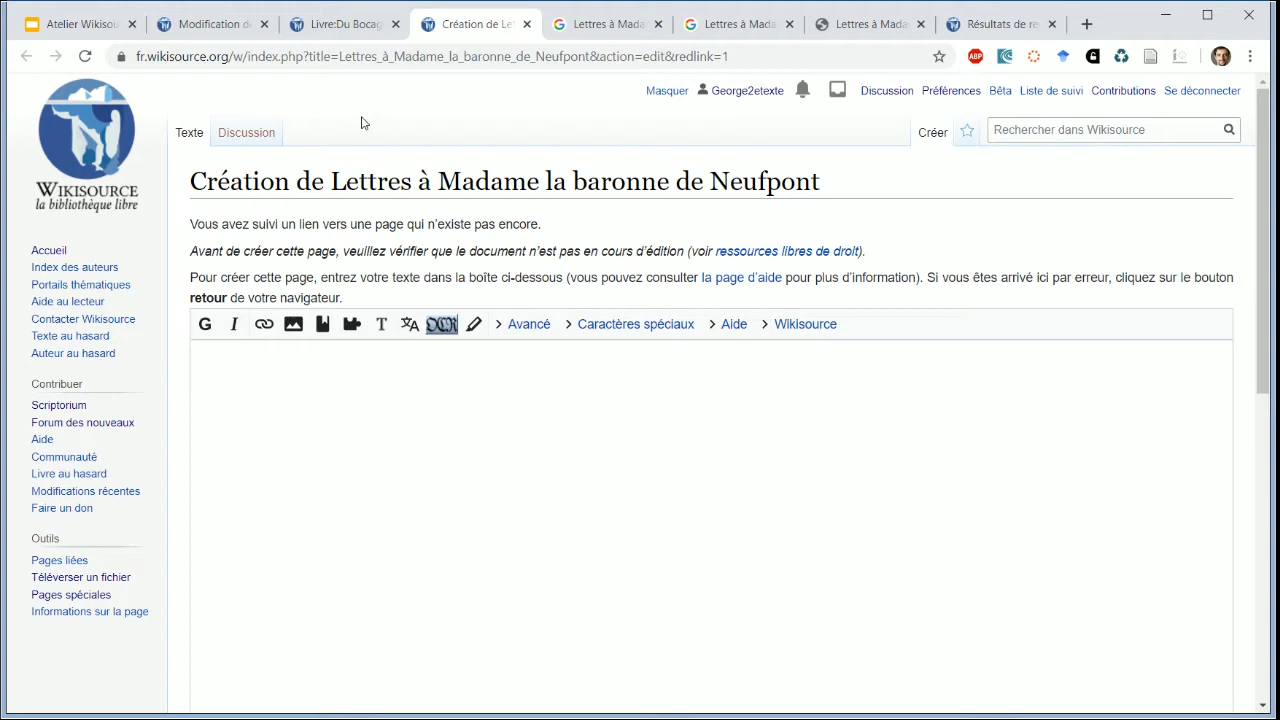 Atelier Wikisou
Modification d
Livre:Du Bocag
Création de Let
Lettres à Mada
Lettres à Mada
Lettres à Mada
Résultats de re
fr.wikisource.org/w/index.php?title=Lettres_à_Madame_la_baronne_de_Neufpont&action=edit&redlink=1
ABP
Masquer George2etexte Discussion Préférences Bêta Liste de suivi Contributions Se déconnecter
Texte Discussion Créer Rechercher dans Wikisource
WIKISOURCE
la bibliothèque libre
Accueil
Index des auteurs
Portails thématiques
Aide au lecteur
Contacter Wikisource
Texte au hasard
Auteur au hasard
Contribuer
Scriptorium
Forum des nouveaux
Aide
Communauté
Livre au hasard
Modifications récentes
Faire un don
Outils
Pages liées
Téléverser un fichier
Pages spéciales
Informations sur la page
Création de Lettres à Madame la baronne de Neufpont
Vous avez suivi un lien vers une page qui n’existe pas encore.
Avant de créer cette page, veuillez vérifier que le document n’est pas en cours d’édition (voir ressources libres de droit).
Pour créer cette page, entrez votre texte dans la boîte ci-dessous (vous pouvez consulter la page d’aide pour plus d’information). Si vous êtes arrivé ici par erreur, cliquez sur le bouton
retour de votre navigateur.
G I T OCR Avancé Caractères spéciaux Aide Wikisource